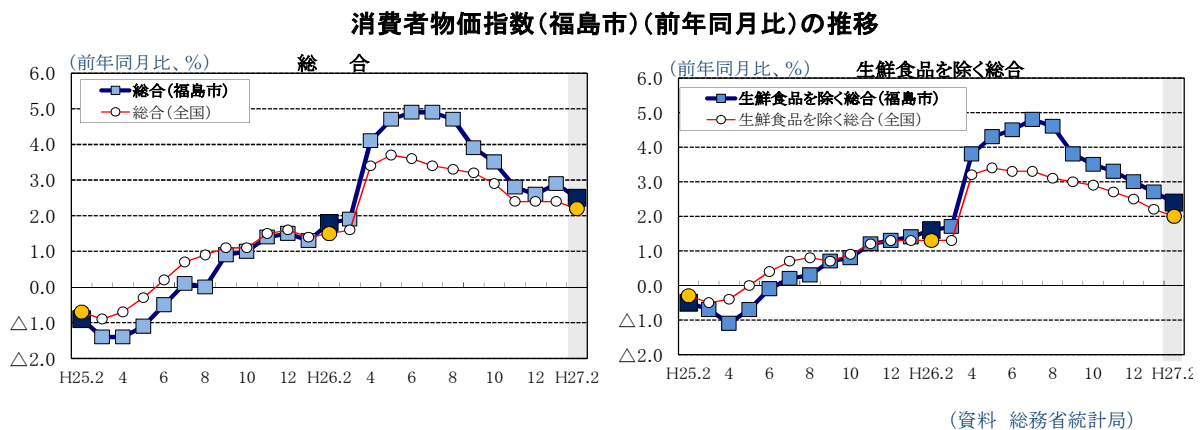 消費者物価指数（福島市）（前年同月比）の推移
（前年同月比、%）
総　合
総合（福島市）
総合（全国）
6.0
5.0
4.0
3.0
2.0
1.0
0.0
△1.0
△2.0
H25.2 4 6 8 10 12 H26.2 4 6 8 10 12 H27.2
（前年同月比、%）
生鮮食品を除く総合
生鮮食品を除く総合（福島市）
生鮮食品を除く総合（全国）
6.0
5.0
4.0
3.0
2.0
1.0
0.0
△1.0
△2.0
H25.2 4 6 8 10 12 H26.2 4 6 8 10 12 H27.2
（資料　総務省統計局）